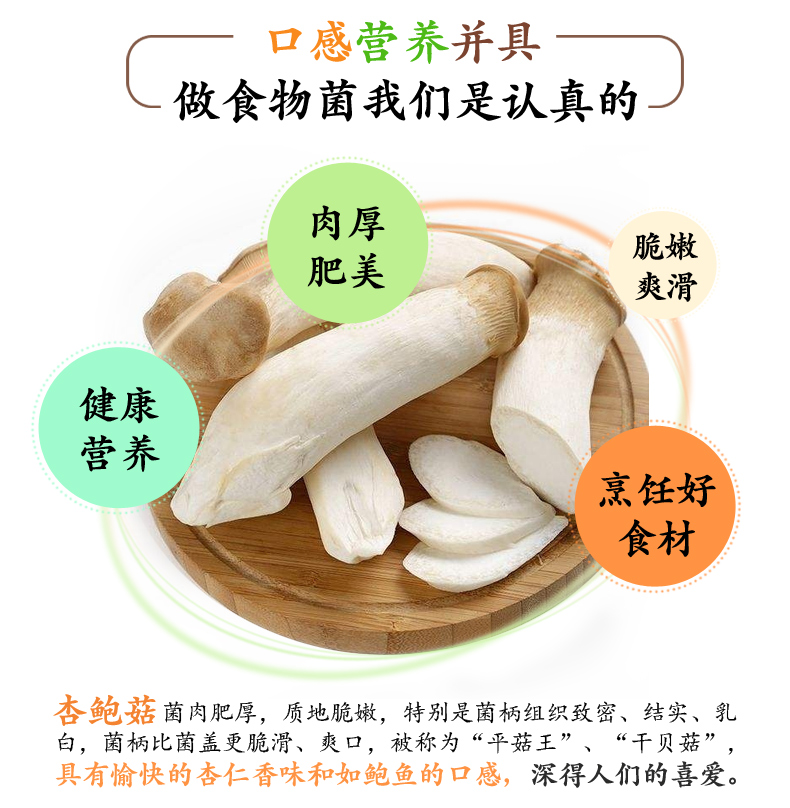 口感营养并具
做食物菌我们是认真的
肉厚
肥美
脆嫩
爽滑
健康
营养
烹饪好
食材
杏鲍菇 菌肉肥厚，质地脆嫩，特别是菌柄组织致密、结实、乳
白，菌柄比菌盖更脆滑、爽口，被称为“平菇王”、“干贝菇”，
具有愉快的杏仁香味和如鲍鱼的口感，深得人们的喜爱。